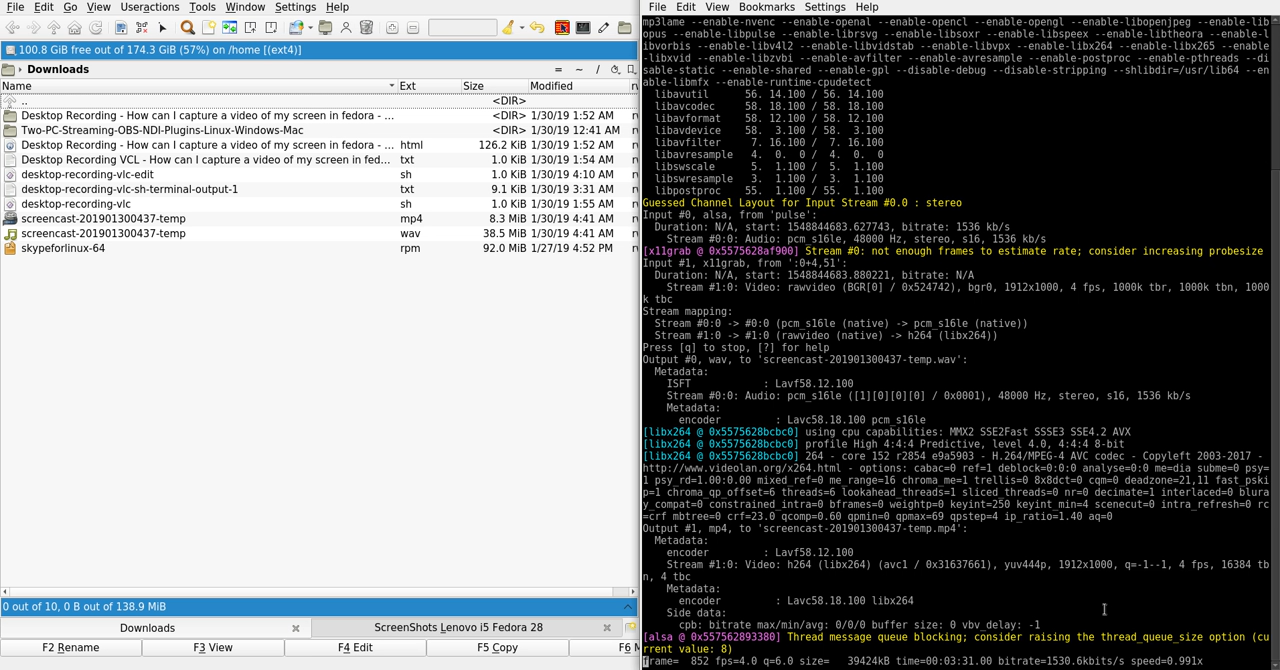 File Edit Go View Useractions Tools Window Settings Help
100.8 GiB free out of 174.3 GiB (57%) on /home [(ext4)]
Downloads = ~ /
Name Ext Size Modified
.. <DIR>
Desktop Recording - How can I capture a video of my screen in fedora - ... <DIR> 1/30/19 1:52 AM
Two-PC-Streaming-OBS-NDI-Plugins-Linux-Windows-Mac <DIR> 1/30/19 12:41 AM
Desktop Recording - How can I capture a video of my screen in fedora - ... html 126.2 KiB 1/30/19 1:52 AM
Desktop Recording VCL - How can I capture a video of my screen in fed... txt 1.0 KiB 1/30/19 1:54 AM
desktop-recording-vlc-edit sh 1.0 KiB 1/30/19 4:10 AM
desktop-recording-vlc-sh-terminal-output-1 txt 9.1 KiB 1/30/19 3:31 AM
desktop-recording-vlc sh 1.0 KiB 1/30/19 1:55 AM
screencast-201901300437-temp mp4 8.3 MiB 1/30/19 4:41 AM
screencast-201901300437-temp wav 38.5 MiB 1/30/19 4:41 AM
skypeforlinux-64 rpm 92.0 MiB 1/27/19 4:52 PM
0 out of 10, 0 B out of 138.9 MiB
Downloads ScreenShots Lenovo i5 Fedora 28
F2 Rename F3 View F4 Edit F5 Copy F6 M
File Edit View Bookmarks Settings Help
mp3lame --enable-nvenc --enable-openal --enable-opencl --enable-opengl --enable-libopenjpeg --enable-lib
opus --enable-libpulse --enable-librsvg --enable-libsoxr --enable-libspeex --enable-libtheora --enable-l
ibvorbis --enable-libv4l2 --enable-libvidstab --enable-libvpx --enable-libx264 --enable-libx265 --enable
-libxvid --enable-libzvbi --enable-avfilter --enable-avresample --enable-postproc --enable-pthreads --di
sable-static --enable-shared --enable-gpl --disable-debug --disable-stripping --shlibdir=/usr/lib64 --en
able-libmfx --enable-runtime-cpudetect
libavutil 56. 14.100 / 56. 14.100
libavcodec 58. 18.100 / 58. 18.100
libavformat 58. 12.100 / 58. 12.100
libavdevice 58. 3.100 / 58. 3.100
libavfilter 7. 16.100 / 7. 16.100
libavresample 4. 0. 0 / 4. 0. 0
libswscale 5. 1.100 / 5. 1.100
libswresample 3. 1.100 / 3. 1.100
libpostproc 55. 1.100 / 55. 1.100
Guessed Channel Layout for Input Stream #0.0 : stereo
Input #0, alsa, from 'pulse':
Duration: N/A, start: 1548844683.627743, bitrate: 1536 kb/s
Stream #0:0: Audio: pcm_s16le, 48000 Hz, stereo, s16, 1536 kb/s
[x11grab @ 0x5575628af900] Stream #0: not enough frames to estimate rate; consider increasing probesize
Input #1, x11grab, from ':0+4,51':
Duration: N/A, start: 1548844683.880221, bitrate: N/A
Stream #1:0: Video: rawvideo (BGR[0] / 0x524742), bgr0, 1912x1000, 4 fps, 1000k tbr, 1000k tbn, 1000
k tbc
Stream mapping:
Stream #0:0 -> #0:0 (pcm_s16le (native) -> pcm_s16le (native))
Stream #1:0 -> #1:0 (rawvideo (native) -> h264 (libx264))
Press [q] to stop, [?] for help
Output #0, wav, to 'screencast-201901300437-temp.wav':
Metadata:
ISFT : Lavf58.12.100
Stream #0:0: Audio: pcm_s16le ([1][0][0][0] / 0x0001), 48000 Hz, stereo, s16, 1536 kb/s
Metadata:
encoder : Lavc58.18.100 pcm_s16le
[libx264 @ 0x5575628bcbc0] using cpu capabilities: MMX2 SSE2Fast SSSE3 SSE4.2 AVX
[libx264 @ 0x5575628bcbc0] profile High 4:4:4 Predictive, level 4.0, 4:4:4 8-bit
[libx264 @ 0x5575628bcbc0] 264 - core 152 r2854 e9a5903 - H.264/MPEG-4 AVC codec - Copyleft 2003-2017 -
http://www.videolan.org/x264.html - options: cabac=0 ref=1 deblock=0:0:0 analyse=0:0 me=dia subme=0 psy=
1 psy_rd=1.00:0.00 mixed_ref=0 me_range=16 chroma_me=1 trellis=0 8x8dct=0 cqm=0 deadzone=21,11 fast_pski
p=1 chroma_qp_offset=6 threads=6 lookahead_threads=1 sliced_threads=0 nr=0 decimate=1 interlaced=0 blura
y_compat=0 constrained_intra=0 bframes=0 weightp=0 keyint=250 keyint_min=4 scenecut=0 intra_refresh=0 rc
=crf mbtree=0 crf=23.0 qcomp=0.60 qpmin=0 qpmax=69 qpstep=4 ip_ratio=1.40 aq=0
Output #1, mp4, to 'screencast-201901300437-temp.mp4':
Metadata:
encoder : Lavf58.12.100
Stream #1:0: Video: h264 (libx264) (avc1 / 0x31637661), yuv444p, 1912x1000, q=-1--1, 4 fps, 16384 tb
n, 4 tbc
Metadata:
encoder : Lavc58.18.100 libx264
Side data:
cpb: bitrate max/min/avg: 0/0/0 buffer size: 0 vbv_delay: -1
[alsa @ 0x557562893380] Thread message queue blocking; consider raising the thread_queue_size option (cu
rrent value: 8)
frame= 852 fps=4.0 q=6.0 size= 39424kB time=00:03:31.00 bitrate=1530.6kbits/s speed=0.991x